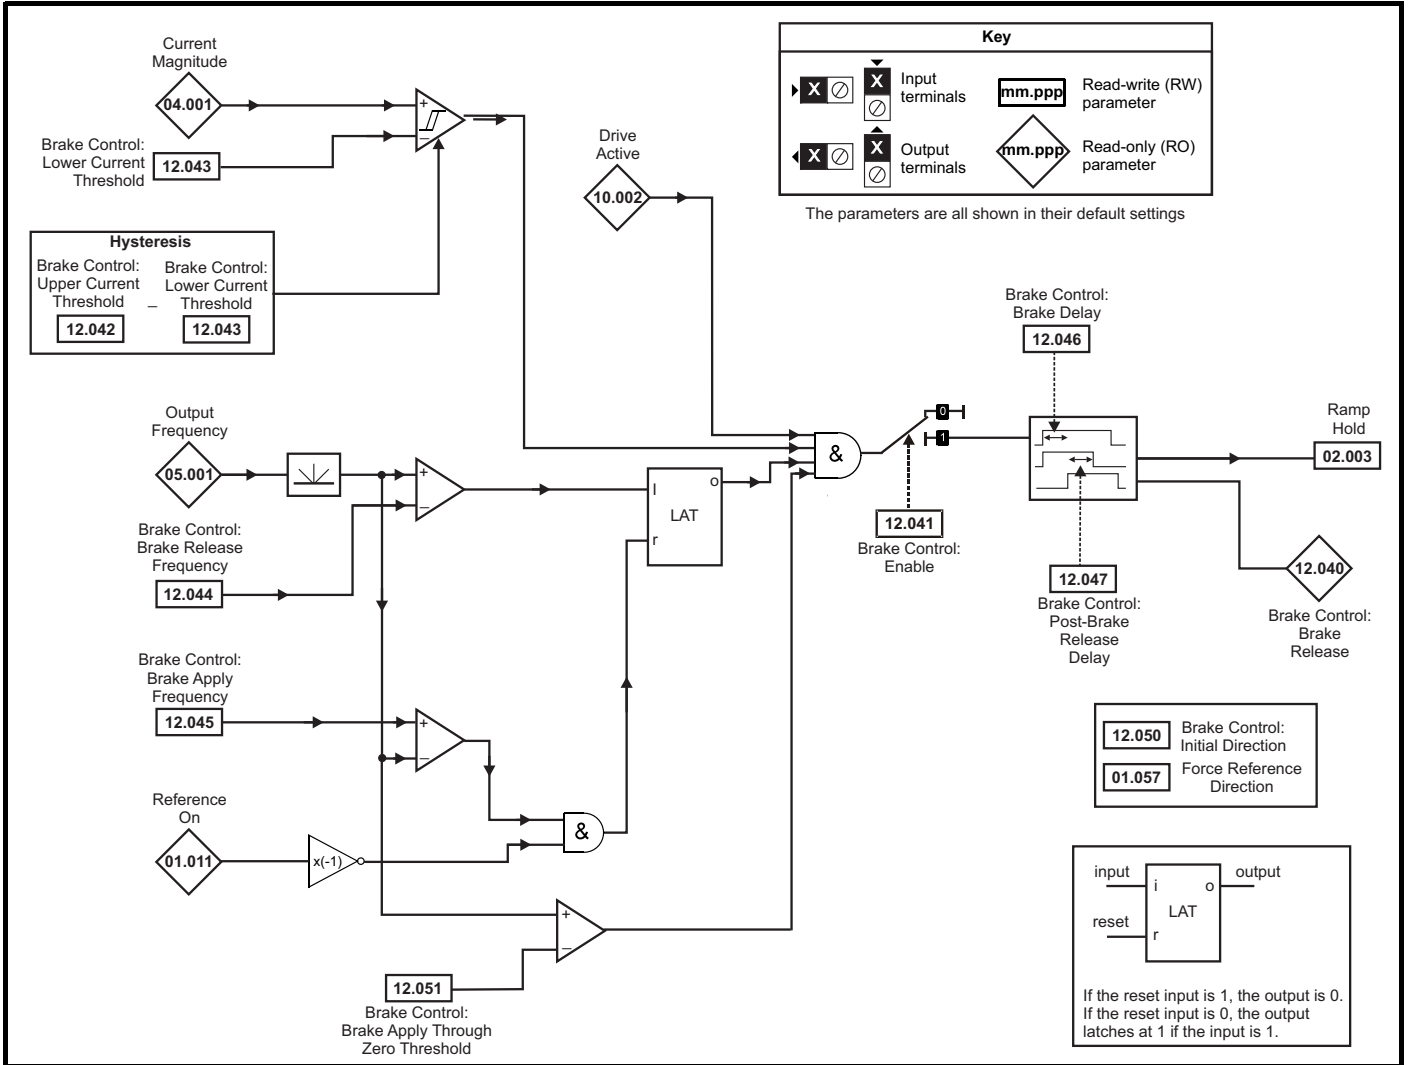 Current
Magnitude
04.001
+
–
Brake Control:
Lower Current
Threshold
12.043
Hysteresis
Brake Control:
Upper Current
Threshold
12.042
–
Brake Control:
Lower Current
Threshold
12.043
Drive
Active
10.002
Key
X
X
Input
terminals
X
X
Output
terminals
mm.ppp
Read-write (RW)
parameter
mm.ppp
Read-only (RO)
parameter
The parameters are all shown in their default settings
Output
Frequency
05.001
+
–
Brake Control:
Brake Release
Frequency
12.044
I
o
LAT
r
&
0
1
12.041
Brake Control:
Enable
Brake Control:
Brake Delay
12.046
12.047
Brake Control:
Post-Brake
Release
Delay
Ramp
Hold
02.003
12.040
Brake Control:
Brake
Release
Brake Control:
Brake Apply
Frequency
12.045
+
–
Reference
On
01.011
x(-1)
&
+
–
12.051
Brake Control:
Brake Apply Through
Zero Threshold
12.050
Brake Control:
Initial Direction
01.057
Force Reference
Direction
input
i
o
output
LAT
reset
r
If the reset input is 1, the output is 0.
If the reset input is 0, the output
latches at 1 if the input is 1.